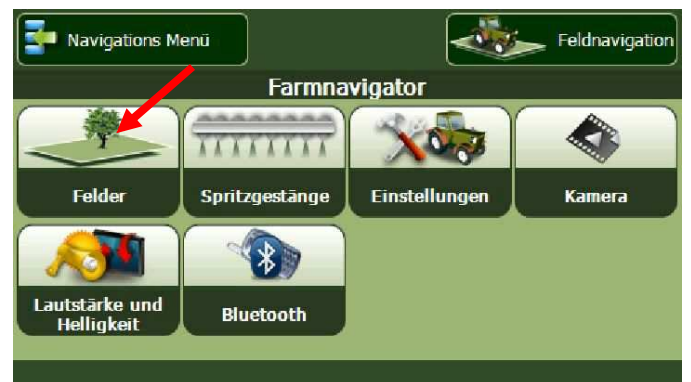 Navigations Menü
Feldnavigation
Farmnavigator
Felder
Spritzgestänge
Einstellungen
Kamera
Lautstärke und
Helligkeit
Bluetooth